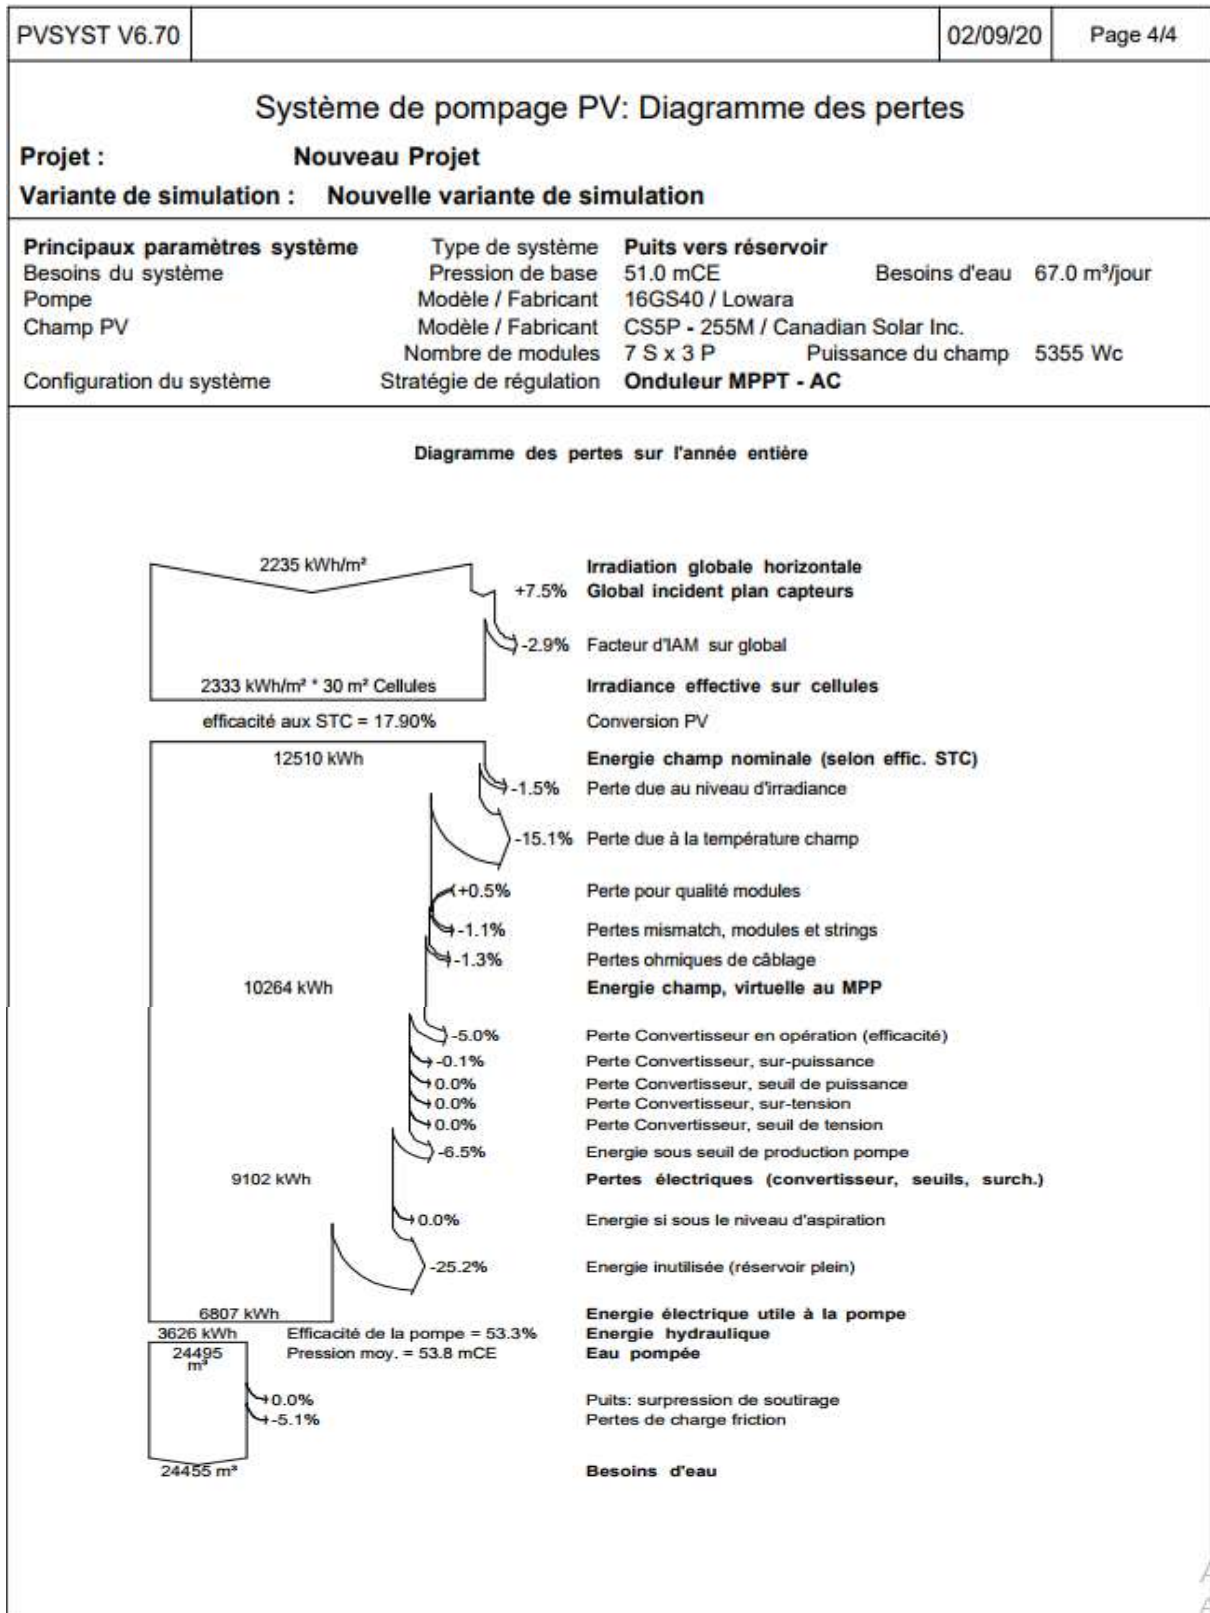 PVSYST V6.70 02/09/20 Page 4/4
Système de pompage PV: Diagramme des pertes
Projet : Nouveau Projet
Variante de simulation : Nouvelle variante de simulation
Principaux paramètres système Type de système Puits vers réservoir
Besoins du système Pression de base 51.0 mCE Besoins d'eau 67.0 m³/jour
Pompe Modèle / Fabricant 16GS40 / Lowara
Champ PV Modèle / Fabricant CS5P - 255M / Canadian Solar Inc.
Nombre de modules 7 S x 3 P Puissance du champ 5355 Wc
Configuration du système Stratégie de régulation Onduleur MPPT - AC
Diagramme des pertes sur l'année entière
2235 kWh/m² Irradiation globale horizontale
+7.5% Global incident plan capteurs
-2.9% Facteur d'IAM sur global
2333 kWh/m² * 30 m² Cellules Irradiance effective sur cellules
efficacité aux STC = 17.90% Conversion PV
12510 kWh Energie champ nominale (selon effic. STC)
-1.5% Perte due au niveau d'irradiance
-15.1% Perte due à la température champ
+0.5% Perte pour qualité modules
-1.1% Pertes mismatch, modules et strings
-1.3% Pertes ohmiques de câblage
10264 kWh Energie champ, virtuelle au MPP
-5.0% Perte Convertisseur en opération (efficacité)
-0.1% Perte Convertisseur, sur-puissance
0.0% Perte Convertisseur, seuil de puissance
0.0% Perte Convertisseur, sur-tension
0.0% Perte Convertisseur, seuil de tension
-6.5% Energie sous seuil de production pompe
9102 kWh Pertes électriques (convertisseur, seuils, surch.)
0.0% Energie si sous le niveau d'aspiration
-25.2% Energie inutilisée (réservoir plein)
6807 kWh Energie électrique utile à la pompe
3626 kWh Efficacité de la pompe = 53.3% Energie hydraulique
24495 Pression moy. = 53.8 mCE Eau pompée
m³
0.0% Puits: surpression de soutirage
-5.1% Pertes de charge friction
24455 m³ Besoins d'eau